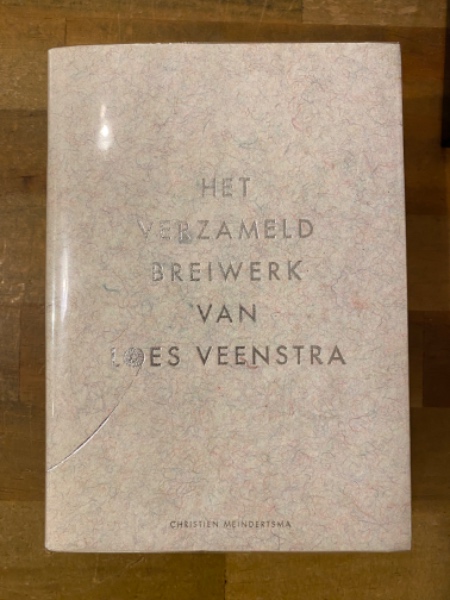 HET
VERZAMELD
BREIWERK
VAN
LOES VEENSTRA
CHRISTIEN MEINDERTSMA